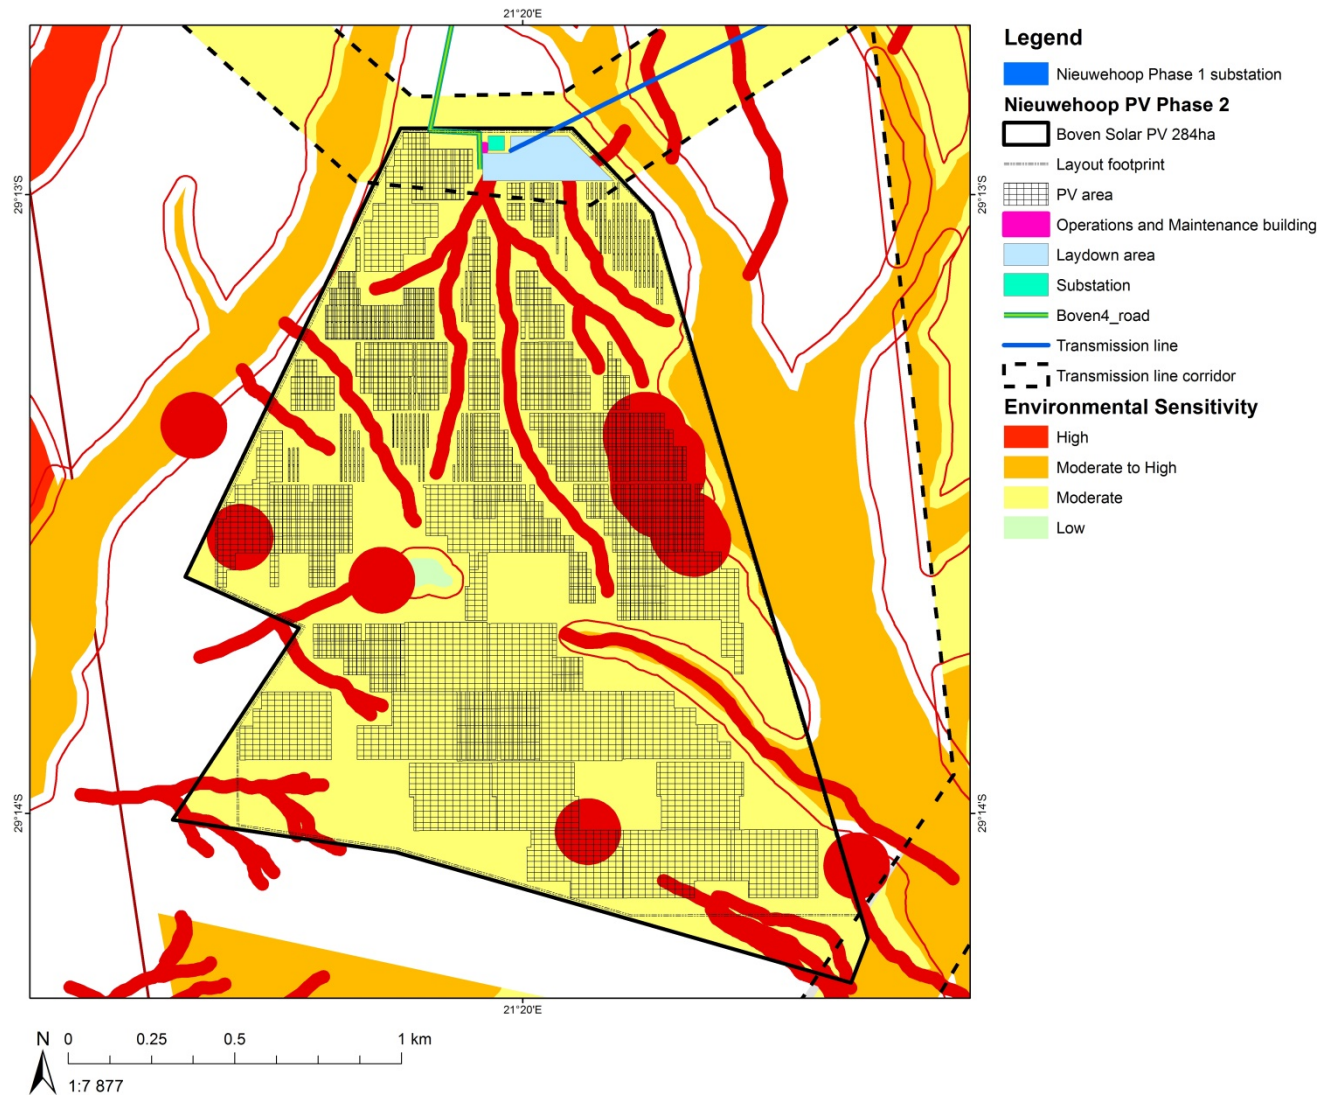 21°20'E
29°13'S
29°13'S
29°14'S
29°14'S
21°20'E
N
0 0.25 0.5 1 km
1:7 877
Legend
Nieuwehoop Phase 1 substation
Nieuwehoop PV Phase 2
Boven Solar PV 284ha
Layout footprint
PV area
Operations and Maintenance building
Laydown area
Substation
Boven4_road
Transmission line
Transmission line corridor
Environmental Sensitivity
High
Moderate to High
Moderate
Low